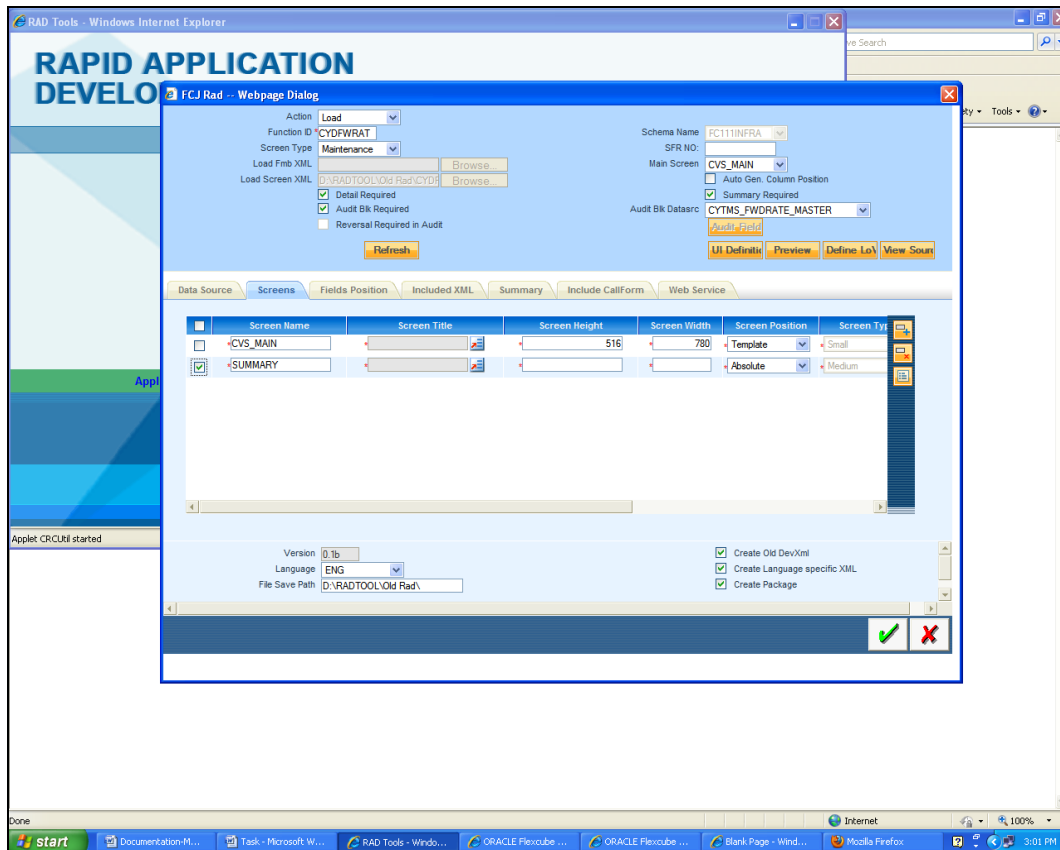 RAD Tools - Windows Internet Explorer
ve Search
RAPID APPLICATION
DEVELO
ety Tools
FCJ Rad -- Webpage Dialog
Action Load
Function ID *CYDFWRAT
Schema Name FC111INFRA
Screen Type Maintenance
SFR NO:
Load Fmb XML Browse...
Main Screen CVS_MAIN
Load Screen XML D:\RADTOOL\Old Rad\CYDF Browse...
Auto Gen. Column Position
Detail Required
Summary Required
Audit Blk Required
Audit Blk Datasrc CYTMS_FWDRATE_MASTER
Reversal Required in Audit
Audit Field
Refresh
UI Definitic Preview Define LoV View Sour
Data Source Screens Fields Position Included XML Summary Include CallForm Web Service
Screen Name Screen Title Screen Height Screen Width Screen Position Screen Typ
*CVS_MAIN * * 516 * 780 * Template * Small
*SUMMARY * * * * Absolute * Medium
Appl
Applet CRCUtil started
Version 0.1b
Create Old DevXml
Language ENG
Create Language specific XML
File Save Path D:\RADTOOL\Old Rad\
Create Package
Done
Internet
100%
start
Documentation-M...
Task - Microsoft W...
RAD Tools - Windo...
ORACLE Flexcube ...
ORACLE Flexcube ...
Blank Page - Wind...
Mozilla Firefox
3:01 PM